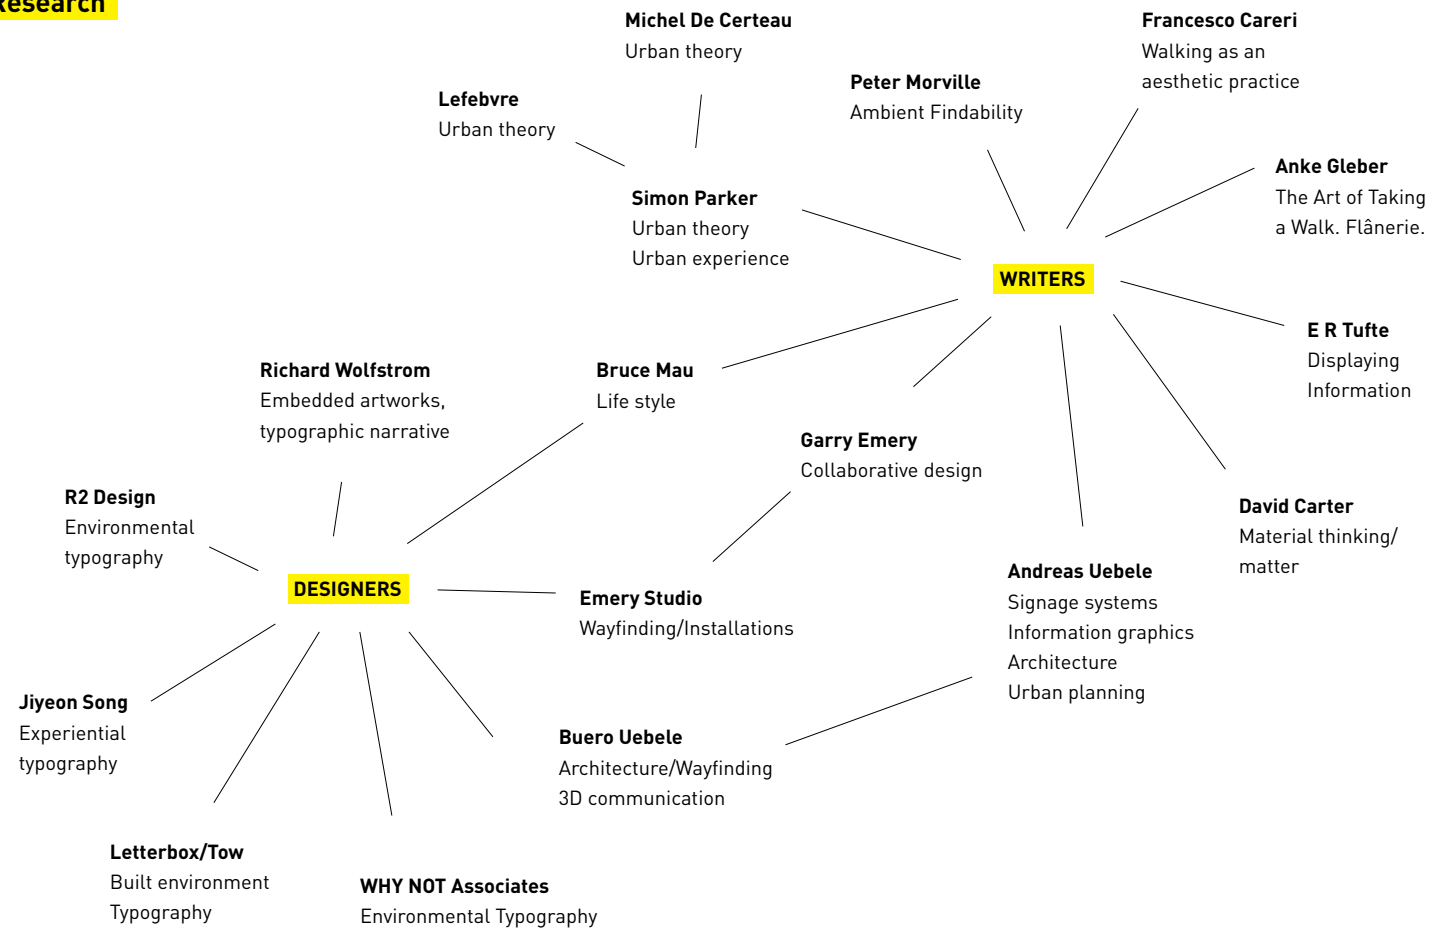 Research
Michel De Certeau
Urban theory
Francesco Careri
Walking as an
aesthetic practice
Peter Morville
Ambient Findability
Lefebvre
Urban theory
Anke Gleber
The Art of Taking
a Walk. Flânerie.
Simon Parker
Urban theory
Urban experience
WRITERS
E R Tufte
Displaying
Information
Richard Wolfstrom
Embedded artworks,
typographic narrative
Bruce Mau
Life style
Garry Emery
Collaborative design
R2 Design
Environmental
typography
David Carter
Material thinking/
matter
DESIGNERS
Emery Studio
Wayfinding/Installations
Andreas Uebele
Signage systems
Information graphics
Architecture
Urban planning
Jiyeon Song
Experiential
typography
Buero Uebele
Architecture/Wayfinding
3D communication
Letterbox/Tow
Built environment
Typography
WHY NOT Associates
Environmental Typography